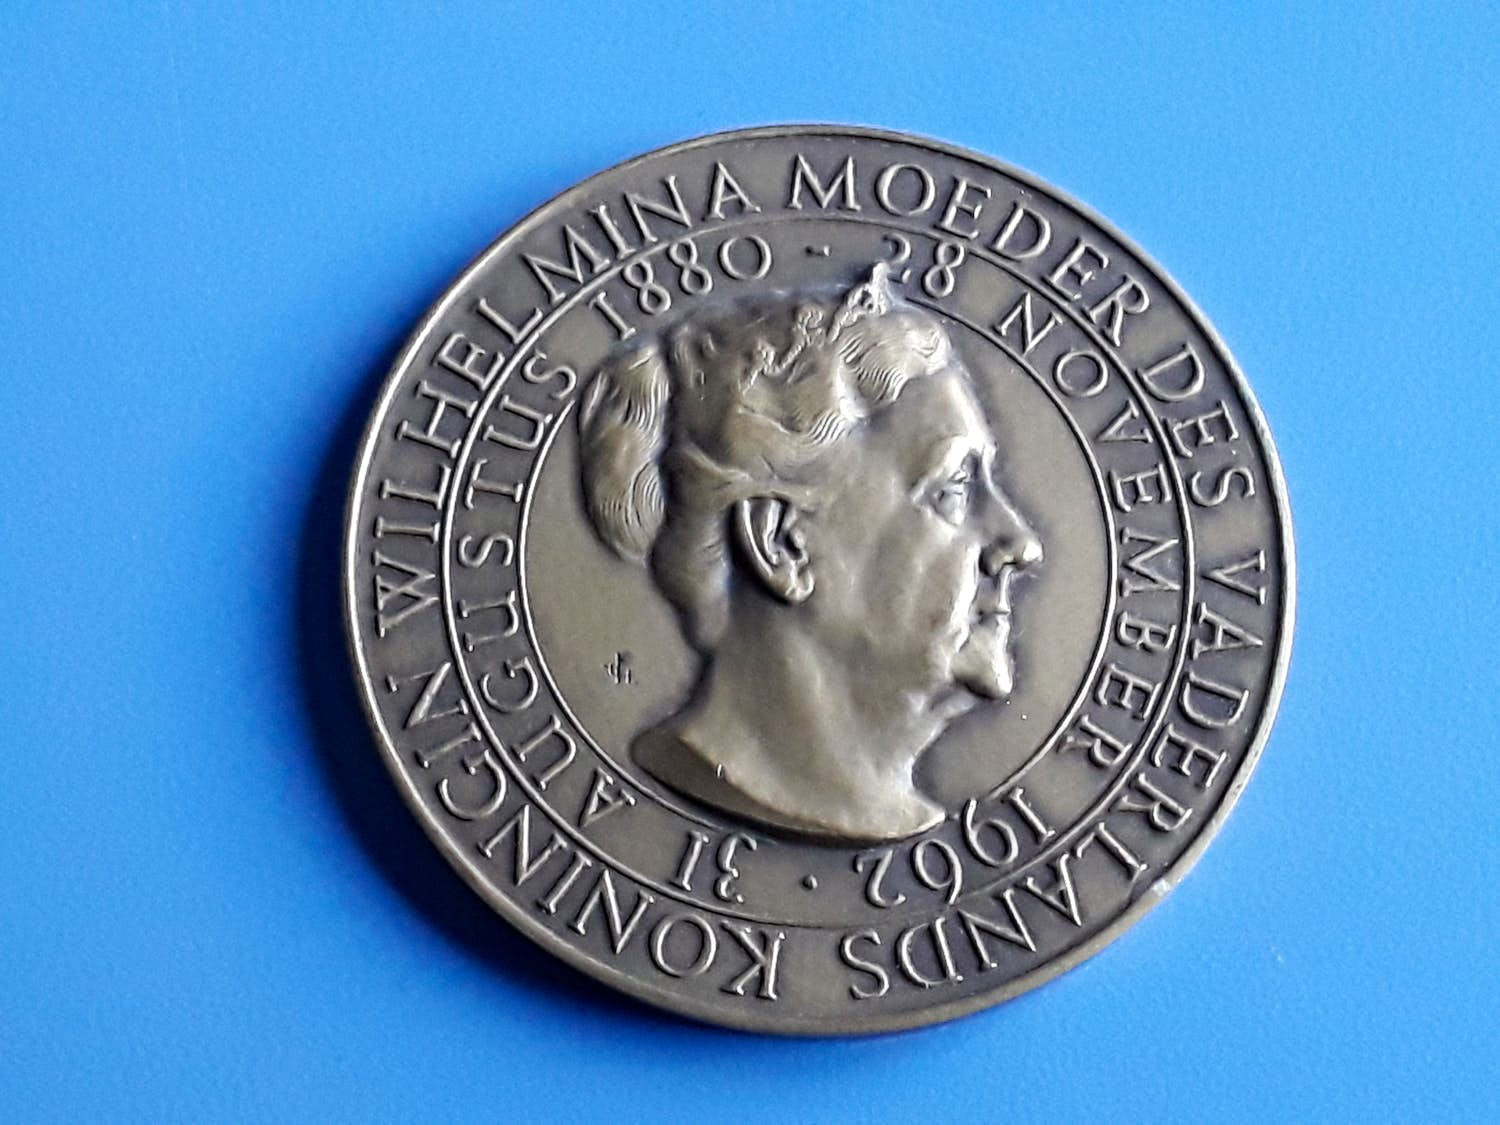 KONINGIN WILHELMINA MOEDER DES VADERLANDS
31 AUGUSTUS 1880 - 28 NOVEMBER 1962 ·